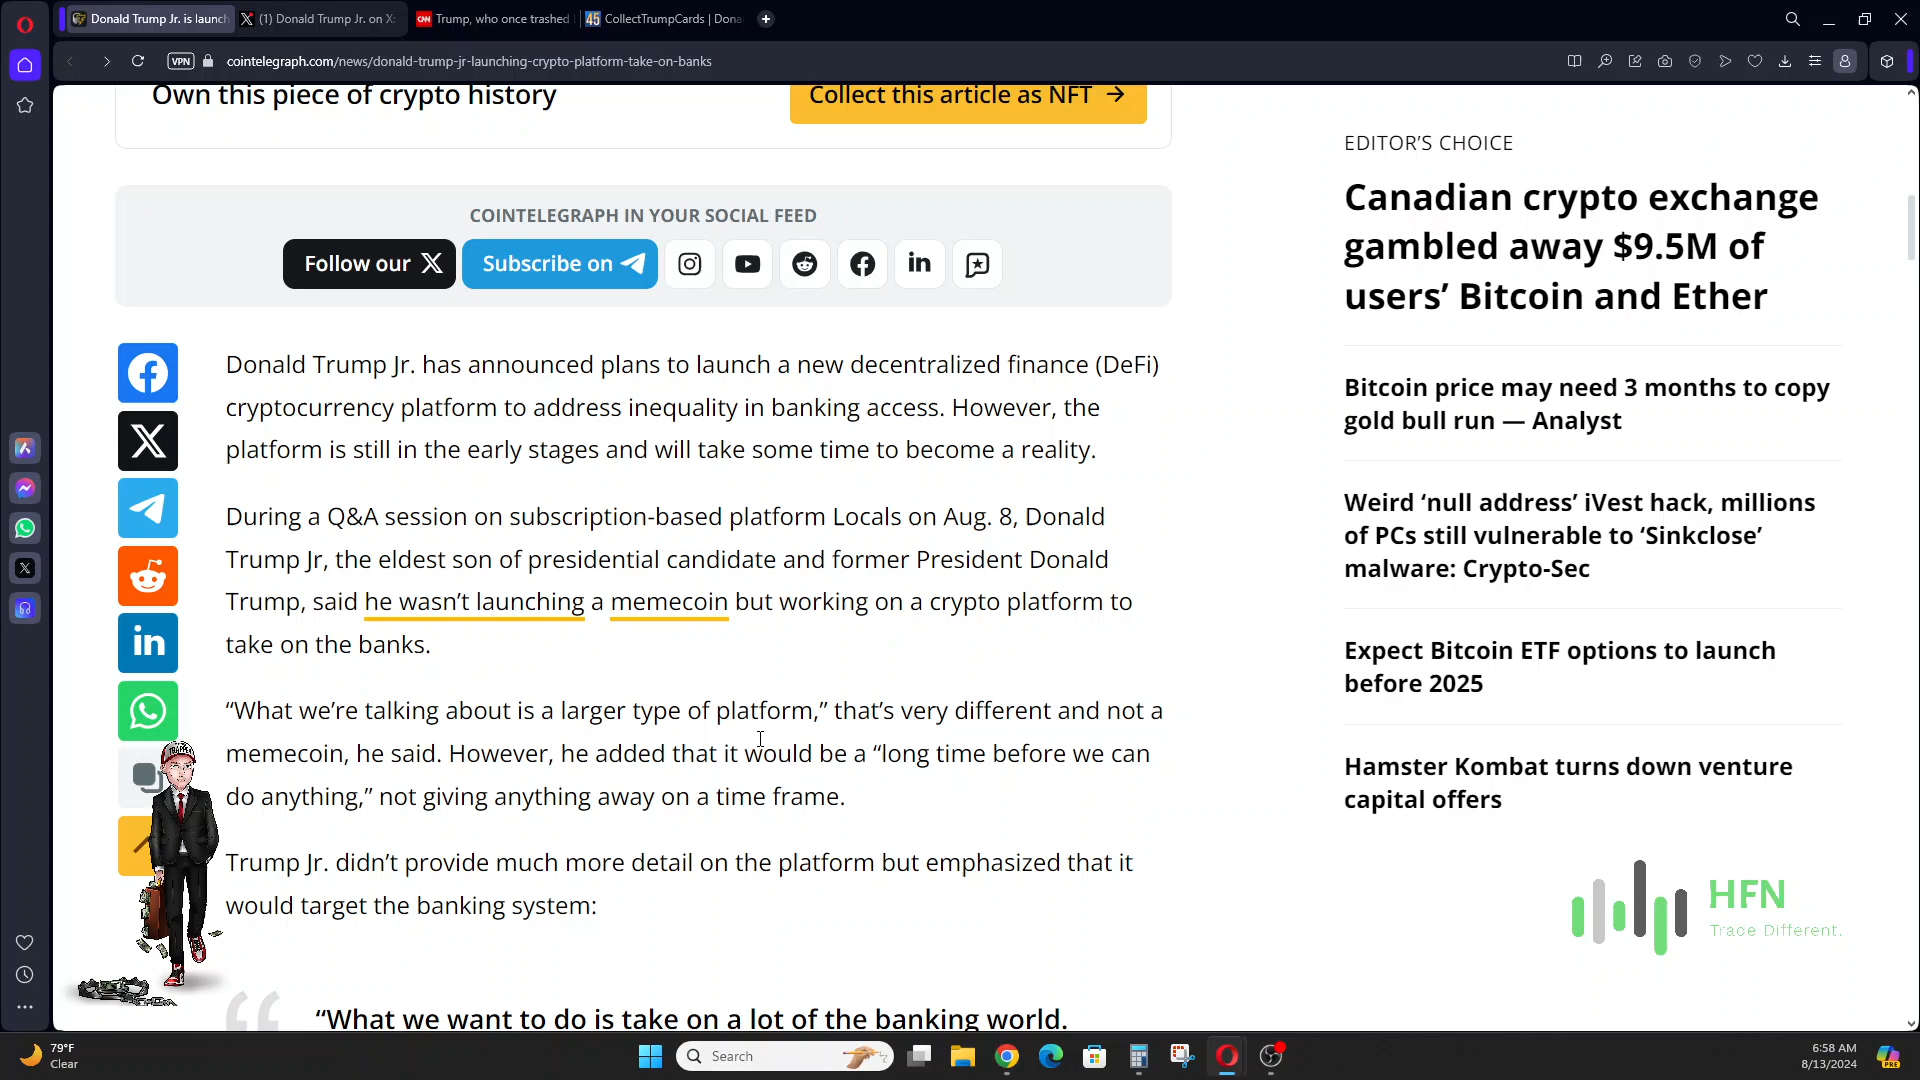 Donald Trump Jr. is launch
(1) Donald Trump Jr. on X:
CNN
Trump, who once trashed
45
CollectTrumpCards | Dona
VPN
cointelegraph.com/news/donald-trump-jr-launching-crypto-platform-take-on-banks
Own this piece of crypto history
Collect this article as NFT →
COINTELEGRAPH IN YOUR SOCIAL FEED
Follow our X
Subscribe on
Donald Trump Jr. has announced plans to launch a new decentralized finance (DeFi)
cryptocurrency platform to address inequality in banking access. However, the
platform is still in the early stages and will take some time to become a reality.
During a Q&A session on subscription-based platform Locals on Aug. 8, Donald
Trump Jr, the eldest son of presidential candidate and former President Donald
Trump, said he wasn’t launching a memecoin but working on a crypto platform to
take on the banks.
“What we’re talking about is a larger type of platform,” that’s very different and not a
memecoin, he said. However, he added that it would be a “long time before we can
do anything,” not giving anything away on a time frame.
Trump Jr. didn’t provide much more detail on the platform but emphasized that it
would target the banking system:
“What we want to do is take on a lot of the banking world.
EDITOR’S CHOICE
Canadian crypto exchange
gambled away $9.5M of
users’ Bitcoin and Ether
Bitcoin price may need 3 months to copy
gold bull run — Analyst
Weird ‘null address’ iVest hack, millions
of PCs still vulnerable to ‘Sinkclose’
malware: Crypto-Sec
Expect Bitcoin ETF options to launch
before 2025
Hamster Kombat turns down venture
capital offers
HFN
Trade Different.
79°F
Clear
Search
6:58 AM
8/13/2024
PRE